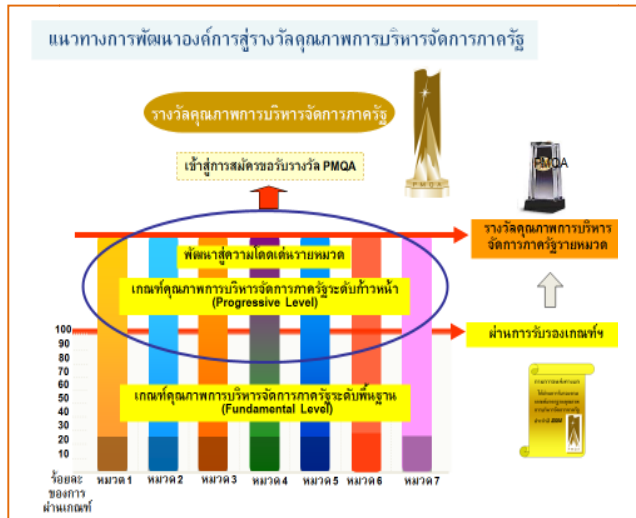 แนวทางการพัฒนาองค์การสู่รางวัลคุณภาพการบริหารจัดการภาครัฐ
รางวัลคุณภาพการบริหารจัดการภาครัฐ
เข้าสู่การสมัครขอรับรางวัล PMQA
PMQA
PMQA
รางวัลคุณภาพการบริหาร
จัดการภาครัฐรายหมวด
พัฒนาสู่ความโดดเด่นรายหมวด
เกณฑ์คุณภาพการบริหารจัดการภาครัฐระดับก้าวหน้า
(Progressive Level)
ผ่านการรับรองเกณฑ์ฯ
100
90
80
70
60
50
40
30
20
10
เกณฑ์คุณภาพการบริหารจัดการภาครัฐระดับพื้นฐาน
(Fundamental Level)
ร้อยละ
ของการ
ผ่านเกณฑ์
หมวด 1 หมวด 2 หมวด 3 หมวด 4 หมวด 5 หมวด 6 หมวด 7